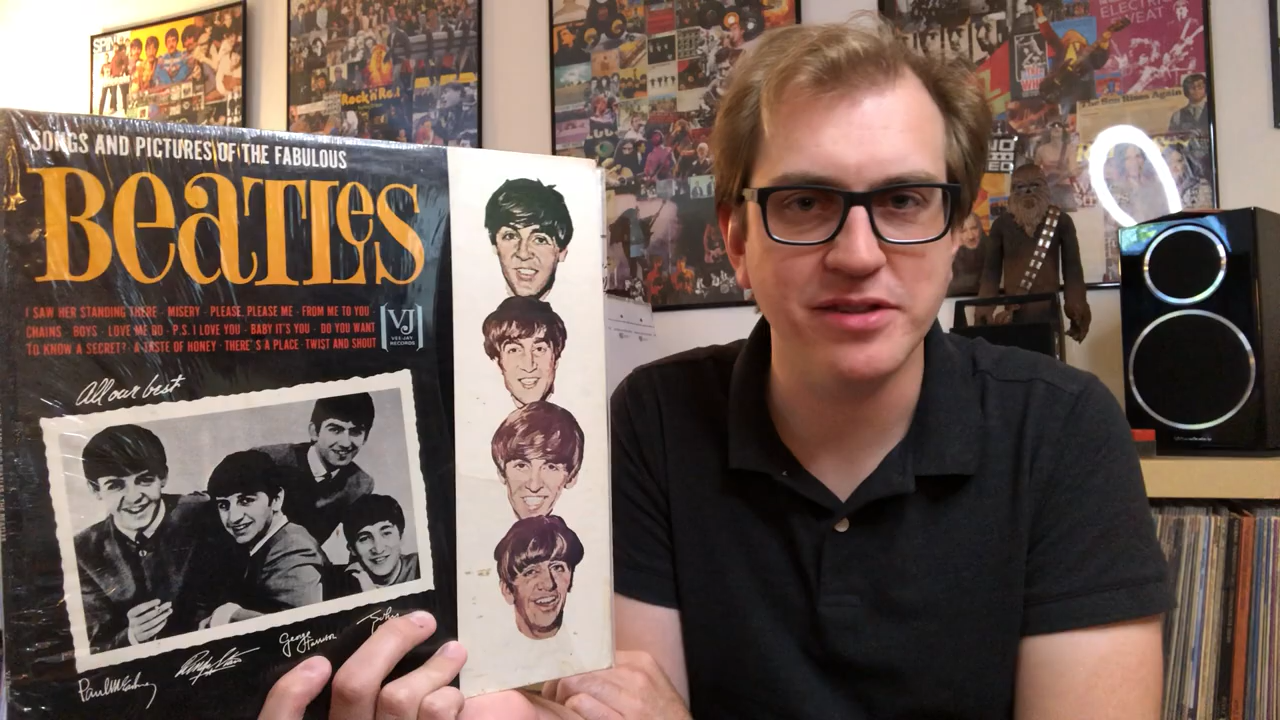 SONGS AND PICTURES OF THE FABULOUS
BEATLES
I SAW HER STANDING THERE · MISERY · PLEASE, PLEASE ME · FROM ME TO YOU
CHAINS · BOYS · LOVE ME DO · P.S. I LOVE YOU · BABY IT'S YOU · DO YOU WANT
TO KNOW A SECRET? · A TASTE OF HONEY · THERE'S A PLACE · TWIST AND SHOUT
VJ
VEE-JAY
RECORDS
All our best
Paul McCartney
Ringo Starr
George Harrison
John
Rock 'n' Roll
ELECTRIC
SWEAT